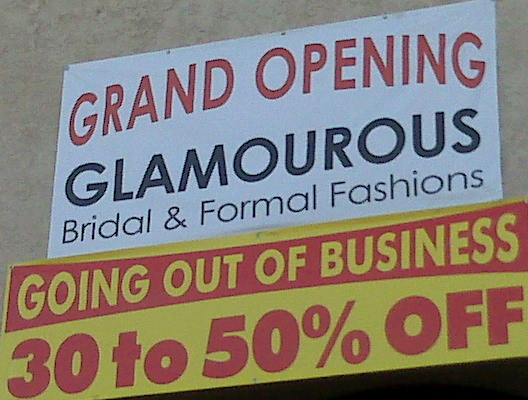 GRAND OPENING
GLAMOUROUS
Bridal & Formal Fashions
GOING OUT OF BUSINESS
30 to 50% OFF